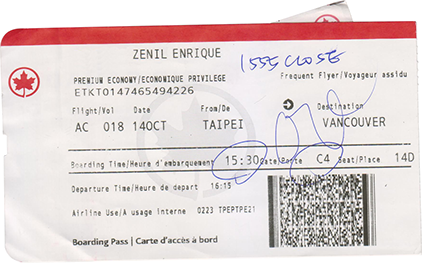 ZENIL ENRIQUE
1555 CLOSE
PREMIUM ECONOMY/ECONOMIQUE PRIVILEGE
Frequent Flyer/Voyageur assidu
ETKT0147465494226
Flight/Vol Date From/De Destination
AC 018 14OCT TAIPEI VANCOUVER
Boarding Time/Heure d'embarquement 15:30 Gate/Porte C4 Seat/Place 14D
Departure Time/Heure de depart 16:15
Airline Use/A usage interne 0223 TPEPTPE21
Boarding Pass | Carte d'accès à bord